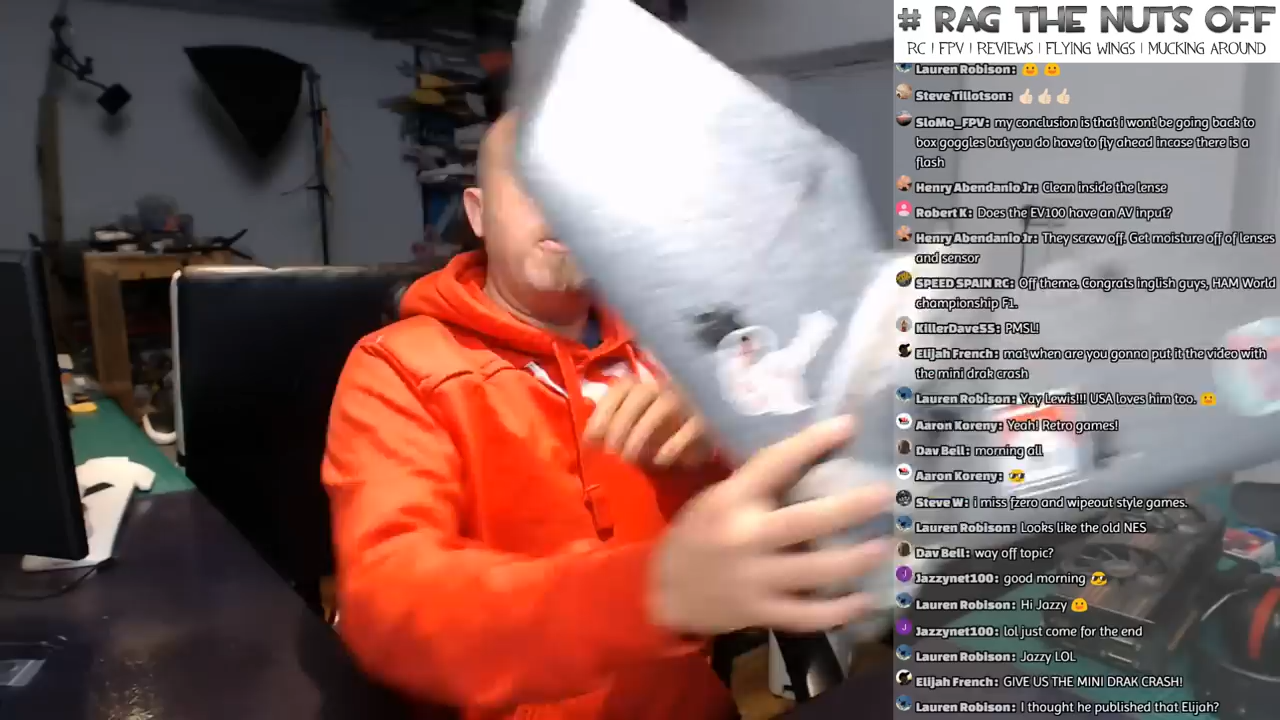 # RAG THE NUTS OFF
RC | FPV | REVIEWS | FLYING WINGS | MUCKING AROUND
Lauren Robison: 😐 😐
Steve Tillotson: 👍🏻👍🏻👍🏻
SloMo_FPV: my conclusion is that I wont be going back to
box goggles but you do have to fly ahead incase there is a
flash
Henry Abendanio Jr: Clean inside the lense
Robert K: Does the EV100 have an AV input?
Henry Abendanio Jr: They screw off. Get moisture off of lenses
and sensor
SPEED SPAIN RC: Off theme. Congrats inglish guys, HAM World
championship F1.
KillerDave55: PMSL!
Elijah French: mat when are you gonna put it the video with
the mini drak crash
Lauren Robison: Yay Lewis!!! USA loves him too. 🙂
Aaron Koreny: Yeah! Retro games!
Dav Bell: morning all
Aaron Koreny: 😎
Steve W: i miss fzero and wipeout style games.
Lauren Robison: Looks like the old NES
Dav Bell: way off topic?
Jazzynet100: good morning 😎
Lauren Robison: Hi Jazzy 🙂
Jazzynet100: lol just come for the end
Lauren Robison: Jazzy LOL
Elijah French: GIVE US THE MINI DRAK CRASH!
Lauren Robison: I thought he published that Elijah?